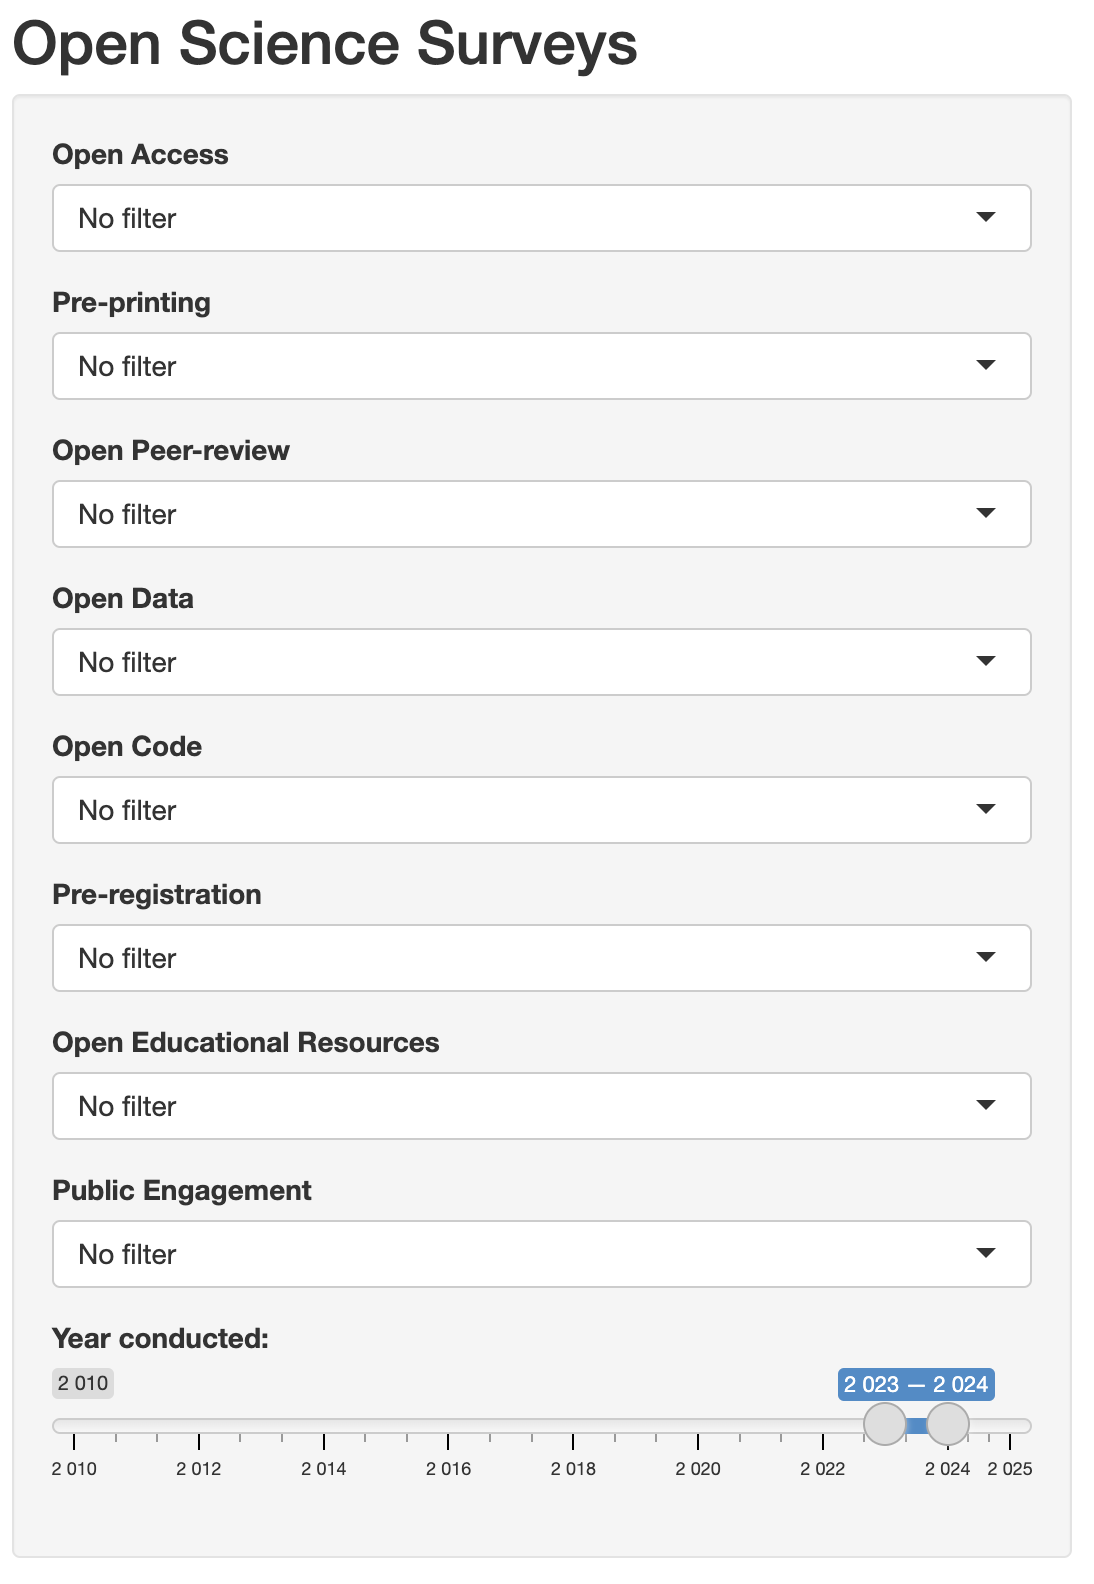 Open Science Surveys
Open Access
No filter
Pre-printing
No filter
Open Peer-review
No filter
Open Data
No filter
Open Code
No filter
Pre-registration
No filter
Open Educational Resources
No filter
Public Engagement
No filter
Year conducted:
2 010 2 023 — 2 024
2 010 2 012 2 014 2 016 2 018 2 020 2 022 2 024 2 025